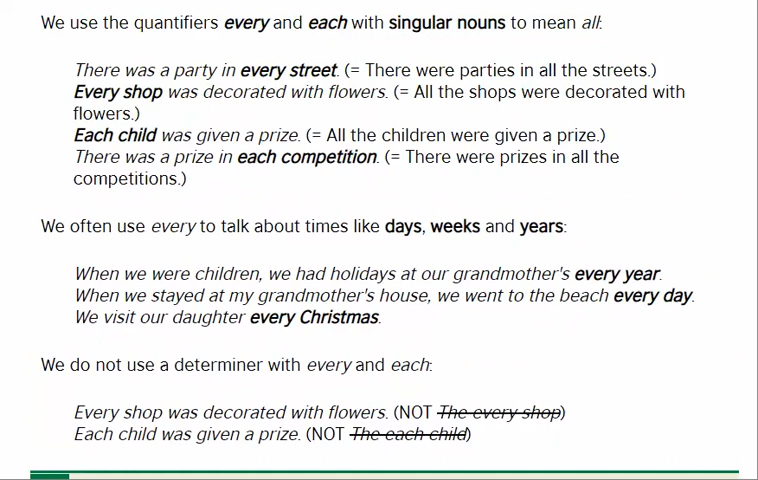 We use the quantifiers every and each with singular nouns to mean all:
There was a party in every street. (= There were parties in all the streets.)
Every shop was decorated with flowers. (= All the shops were decorated with
flowers.)
Each child was given a prize. (= All the children were given a prize.)
There was a prize in each competition. (= There were prizes in all the
competitions.)
We often use every to talk about times like days, weeks and years:
When we were children, we had holidays at our grandmother's every year.
When we stayed at my grandmother's house, we went to the beach every day.
We visit our daughter every Christmas.
We do not use a determiner with every and each:
Every shop was decorated with flowers. (NOT The every shop)
Each child was given a prize. (NOT The each child)